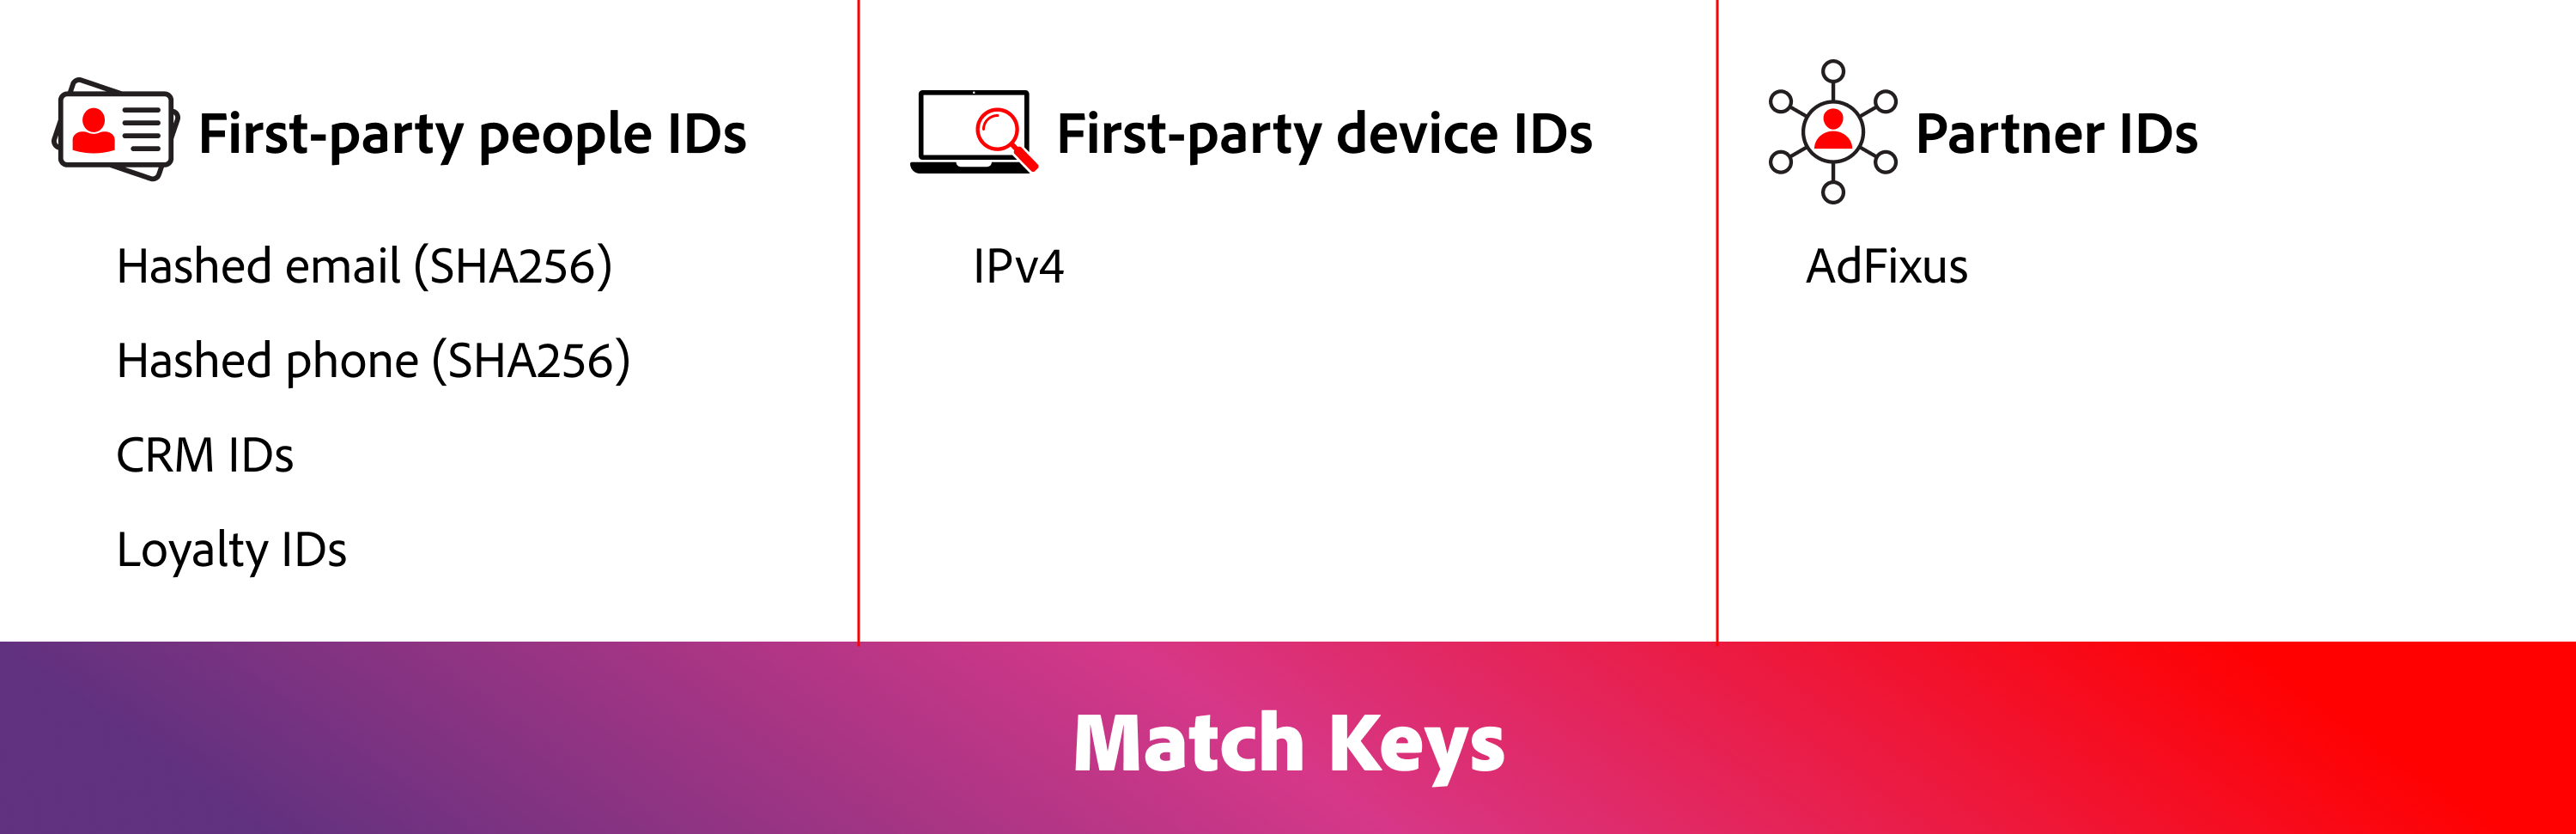 First-party people IDs
Hashed email (SHA256)
Hashed phone (SHA256)
CRM IDs
Loyalty IDs
First-party device IDs
IPv4
Partner IDs
AdFixus
Match Keys